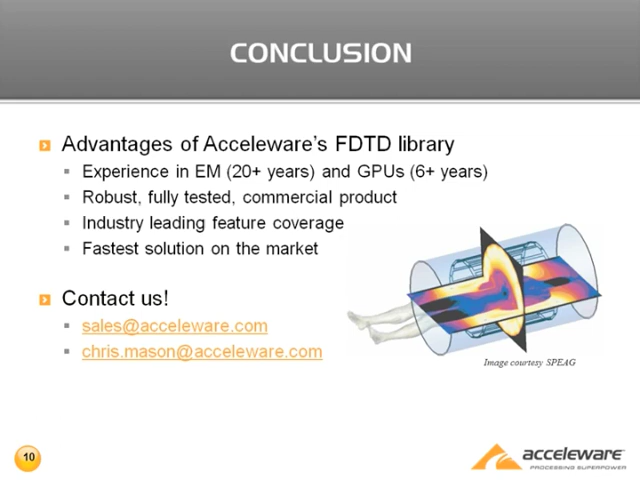 CONCLUSION
Advantages of Acceleware's FDTD library
Experience in EM (20+ years) and GPUs (6+ years)
Robust, fully tested, commercial product
Industry leading feature coverage
Fastest solution on the market
Contact us!
sales@acceleware.com
chris.mason@acceleware.com
Image courtesy SPEAG
10
acceleware
PROCESSING SUPERPOWER